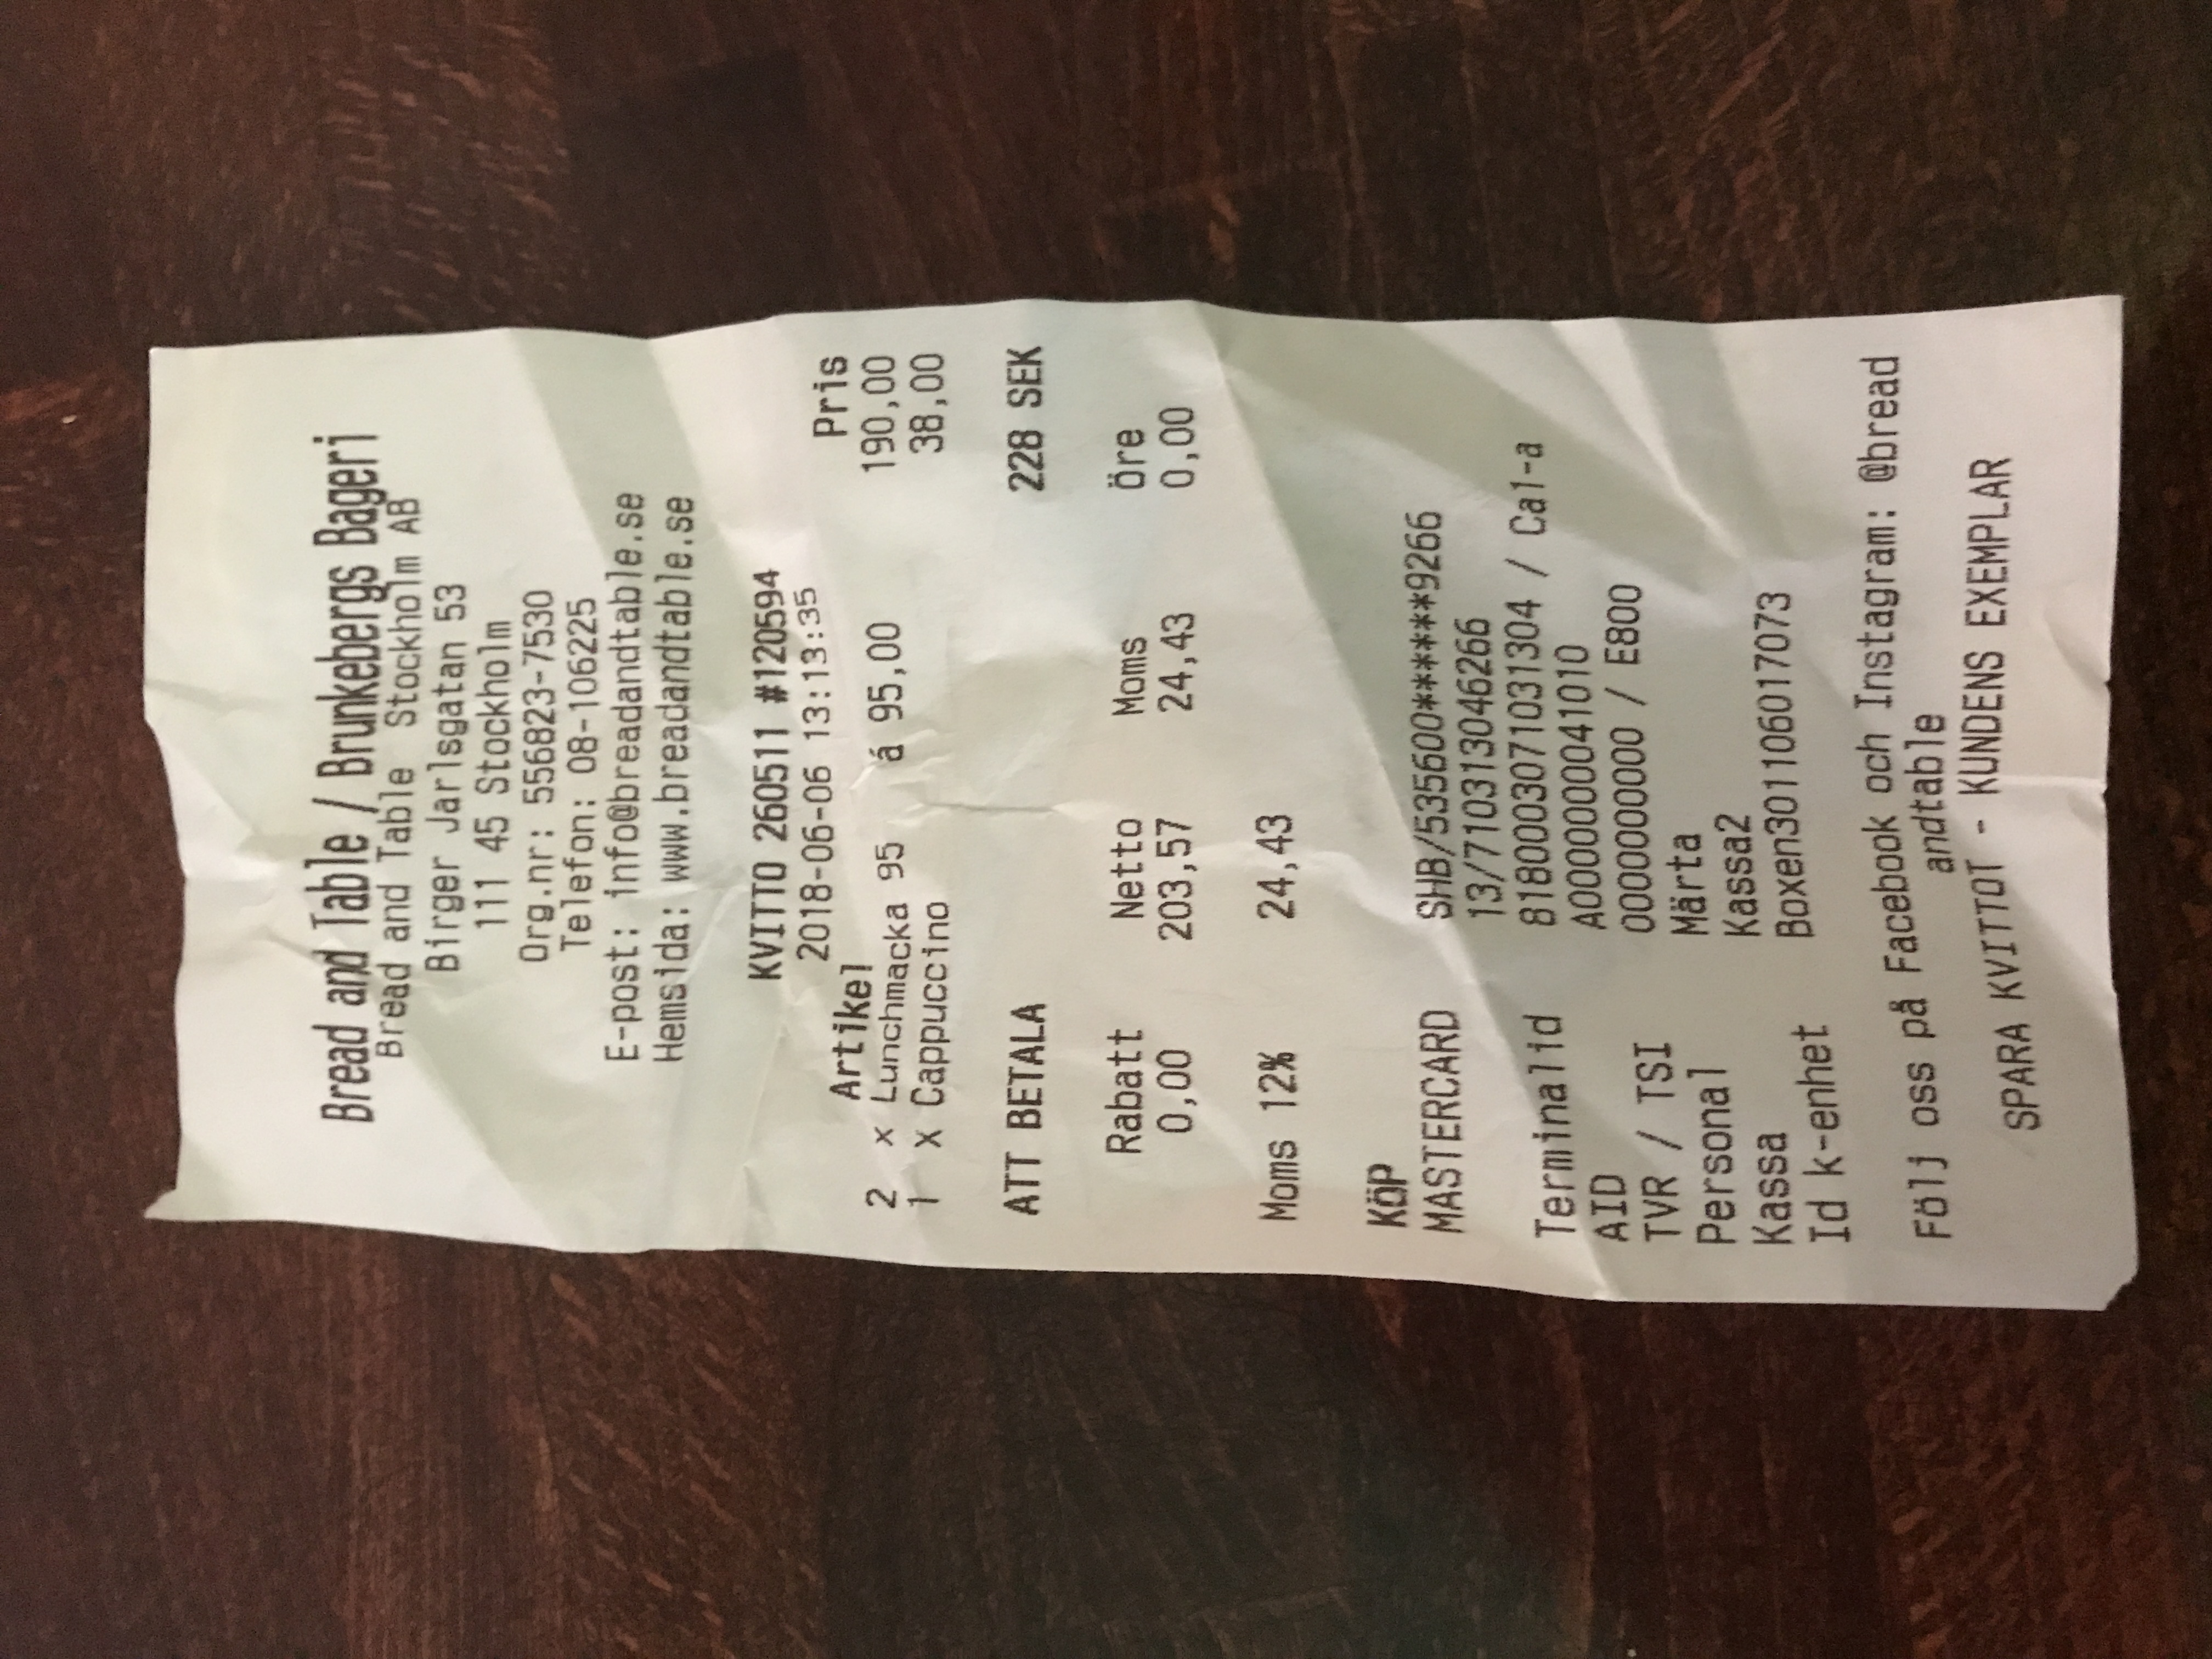 Bread and Table / Brunkebergs Bageri
Bread and Table Stockholm AB
Birger Jarlsgatan 53
111 45 Stockholm
Org.nr: 556823-7530
Telefon: 08-106225
E-post: info@breadandtable.se
Hemsida: www.breadandtable.se
KVITTO 260511 #120594
2018-06-06 13:13:35
Artikel Pris
2 x Lunchmacka 95 á 95,00 190,00
1 x Cappuccino 38,00
ATT BETALA 228 SEK
Rabatt Netto Moms Öre
0,00 203,57 24,43 0,00
Moms 12% 24,43
KÖP
MASTERCARD SHB/535600******9266
13/710313046266
Terminalid 8180003071031304 / Ca1-a
AID A0000000041010
TVR / TSI 0000000000 / E800
Personal Märta
Kassa Kassa2
Id k-enhet Boxen301106017073
Följ oss på Facebook och Instagram: @bread
andtable
SPARA KVITTOT - KUNDENS EXEMPLAR